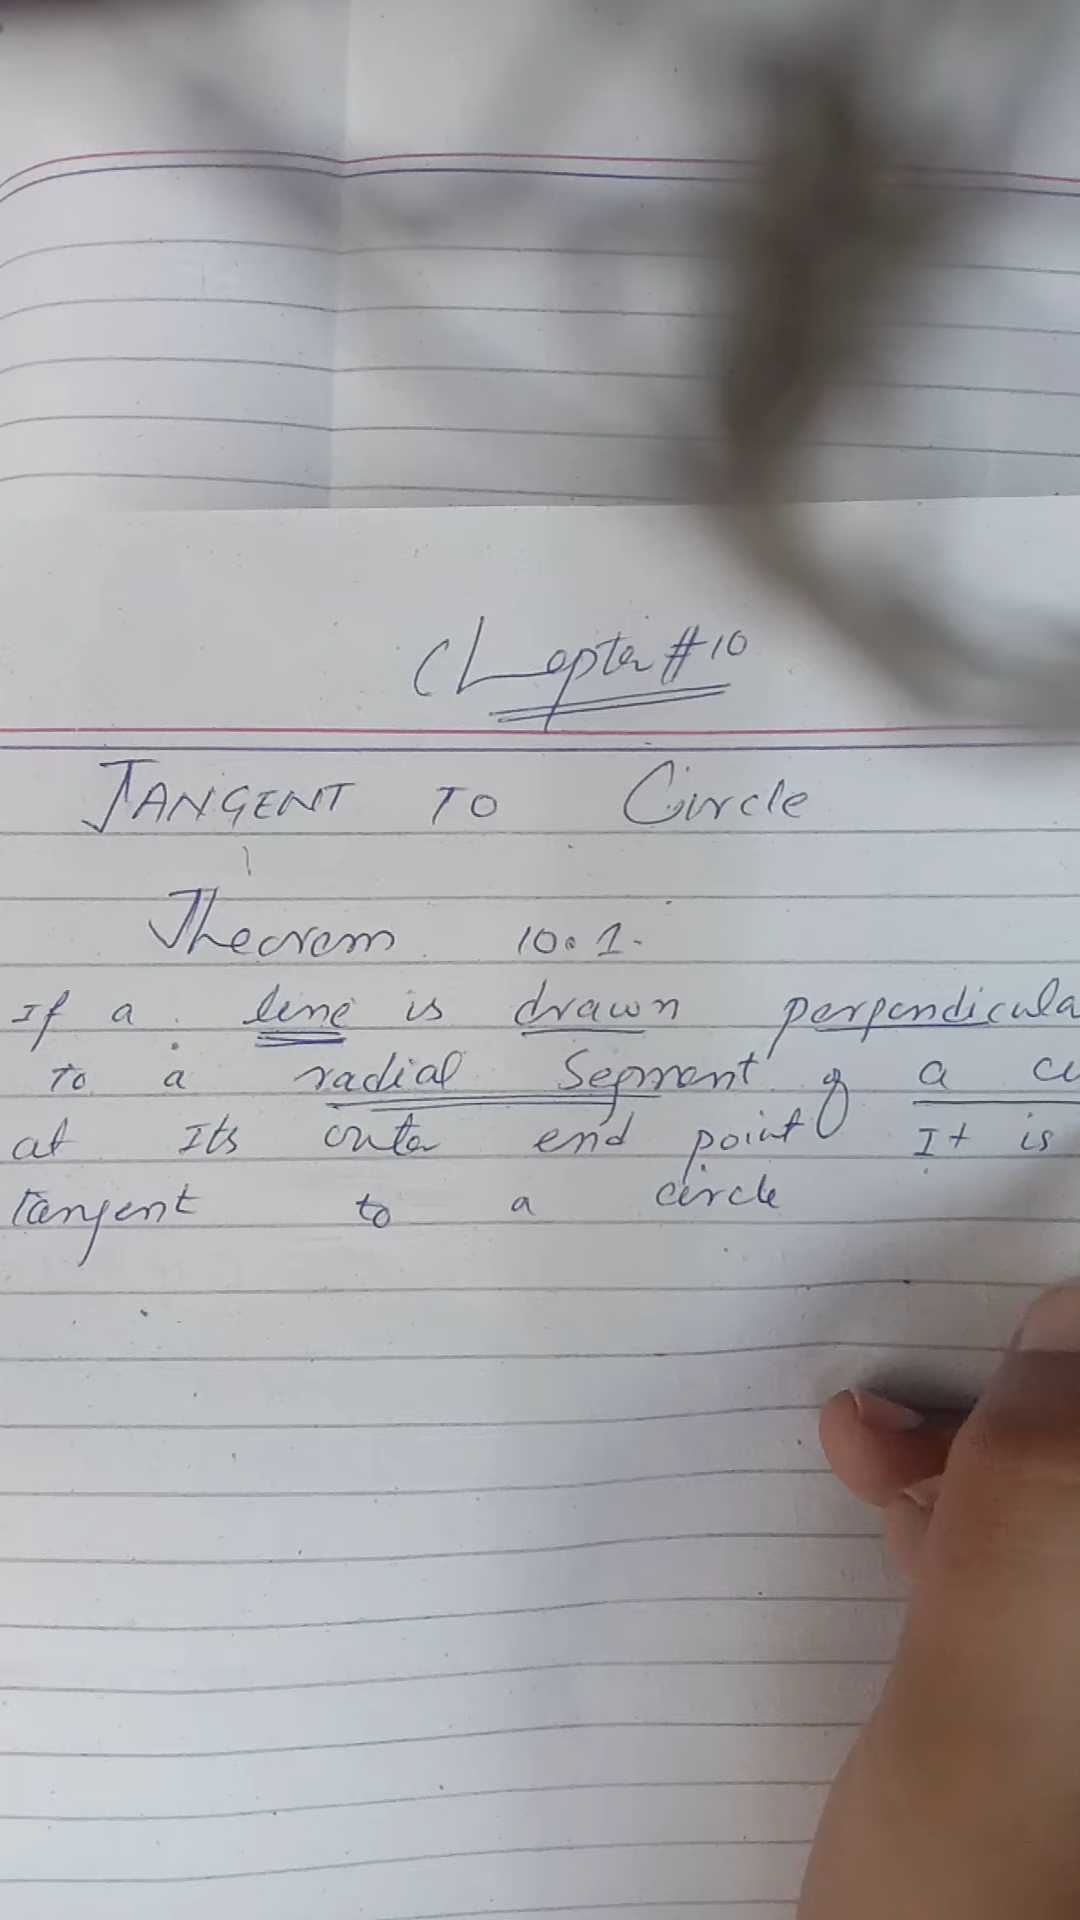 Chapter #10
TANGENT TO Circle
Theorem 10.1.
If a line is drawn perpendicula
To a radial Segment of a
at Its outer end point It is
Tangent to a circle